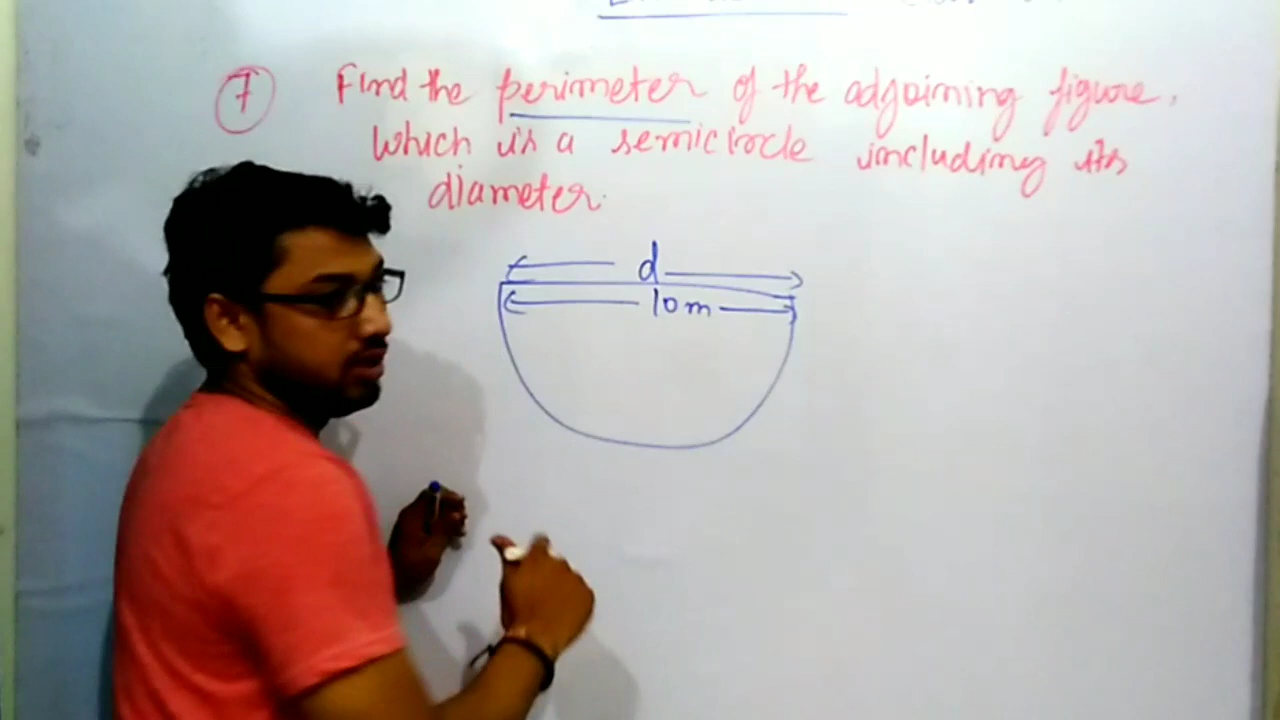 7 Find the perimeter of the adjoining figure,
which is a semicircle including its
diameter.
d
10 m